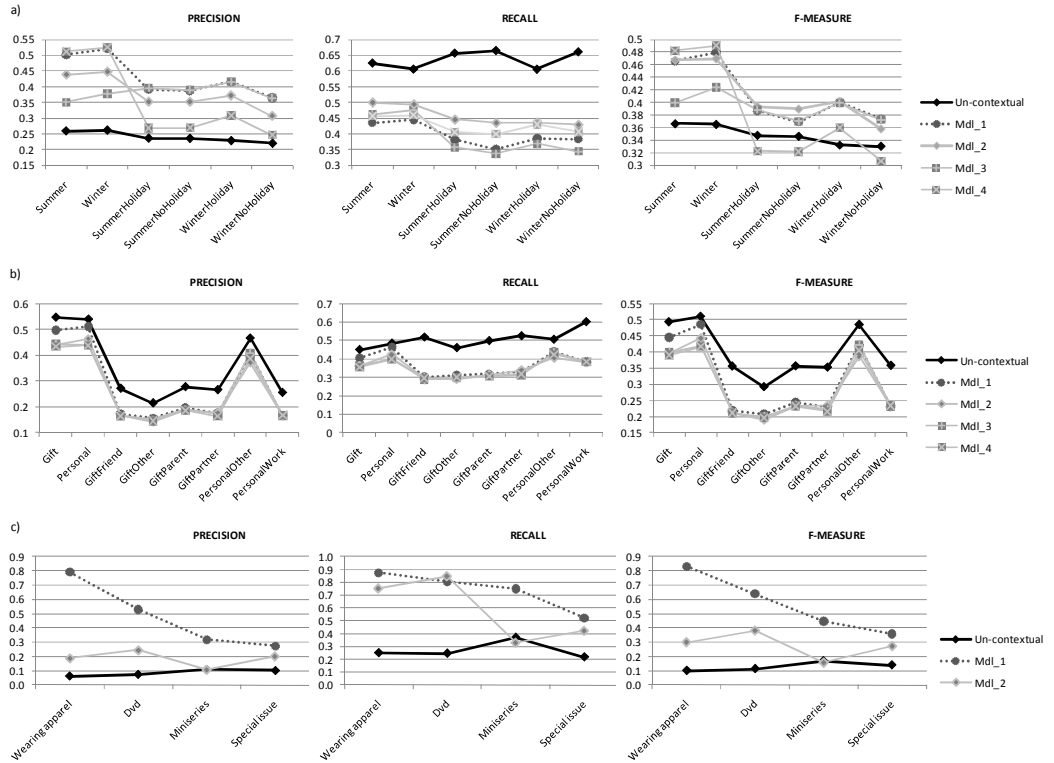 a)
PRECISION
RECALL
F-MEASURE
0.55
0.5
0.45
0.4
0.35
0.3
0.25
0.2
0.15
Summer
Winter
SummerHoliday
SummerNoHoliday
WinterHoliday
WinterNoHoliday
0.7
0.65
0.6
0.55
0.5
0.45
0.4
0.35
0.3
Summer
Winter
SummerHoliday
SummerNoHoliday
WinterHoliday
WinterNoHoliday
0.5
0.48
0.46
0.44
0.42
0.4
0.38
0.36
0.34
0.32
0.3
Summer
Winter
SummerHoliday
SummerNoHoliday
WinterHoliday
WinterNoHoliday
Un-contextual
Mdl_1
Mdl_2
Mdl_3
Mdl_4
b)
PRECISION
RECALL
F-MEASURE
0.6
0.5
0.4
0.3
0.2
0.1
Gift
Personal
GiftFriend
GiftOther
GiftParent
GiftPartner
PersonalOther
PersonalWork
0.7
0.6
0.5
0.4
0.3
0.2
0.1
0
Gift
Personal
GiftFriend
GiftOther
GiftParent
GiftPartner
PersonalOther
PersonalWork
0.55
0.5
0.45
0.4
0.35
0.3
0.25
0.2
0.15
Gift
Personal
GiftFriend
GiftOther
GiftParent
GiftPartner
PersonalOther
PersonalWork
Un-contextual
Mdl_1
Mdl_2
Mdl_3
Mdl_4
c)
PRECISION
RECALL
F-MEASURE
0.9
0.8
0.7
0.6
0.5
0.4
0.3
0.2
0.1
0.0
Wearing apparel
Dvd
Miniseries
Special issue
1.0
0.9
0.8
0.7
0.6
0.5
0.4
0.3
0.2
0.1
0.0
Wearing apparel
Dvd
Miniseries
Special issue
0.9
0.8
0.7
0.6
0.5
0.4
0.3
0.2
0.1
0.0
Wearing apparel
Dvd
Miniseries
Special issue
Un-contextual
Mdl_1
Mdl_2